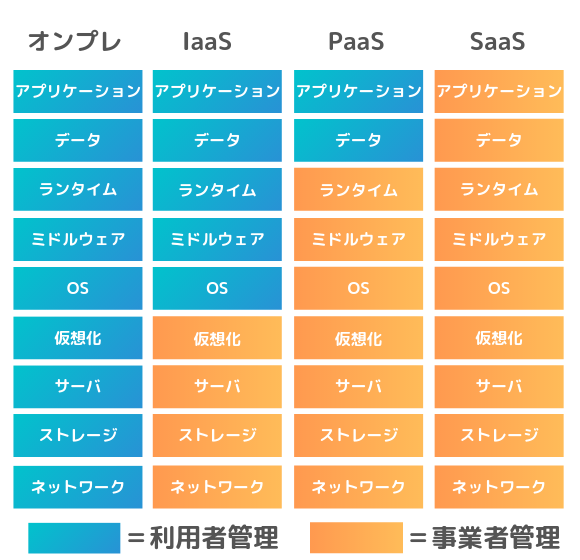 オンプレ IaaS PaaS SaaS
アプリケーション アプリケーション アプリケーション アプリケーション
データ データ データ データ
ランタイム ランタイム ランタイム ランタイム
ミドルウェア ミドルウェア ミドルウェア ミドルウェア
OS OS OS OS
仮想化 仮想化 仮想化 仮想化
サーバ サーバ サーバ サーバ
ストレージ ストレージ ストレージ ストレージ
ネットワーク ネットワーク ネットワーク ネットワーク
＝利用者管理 ＝事業者管理